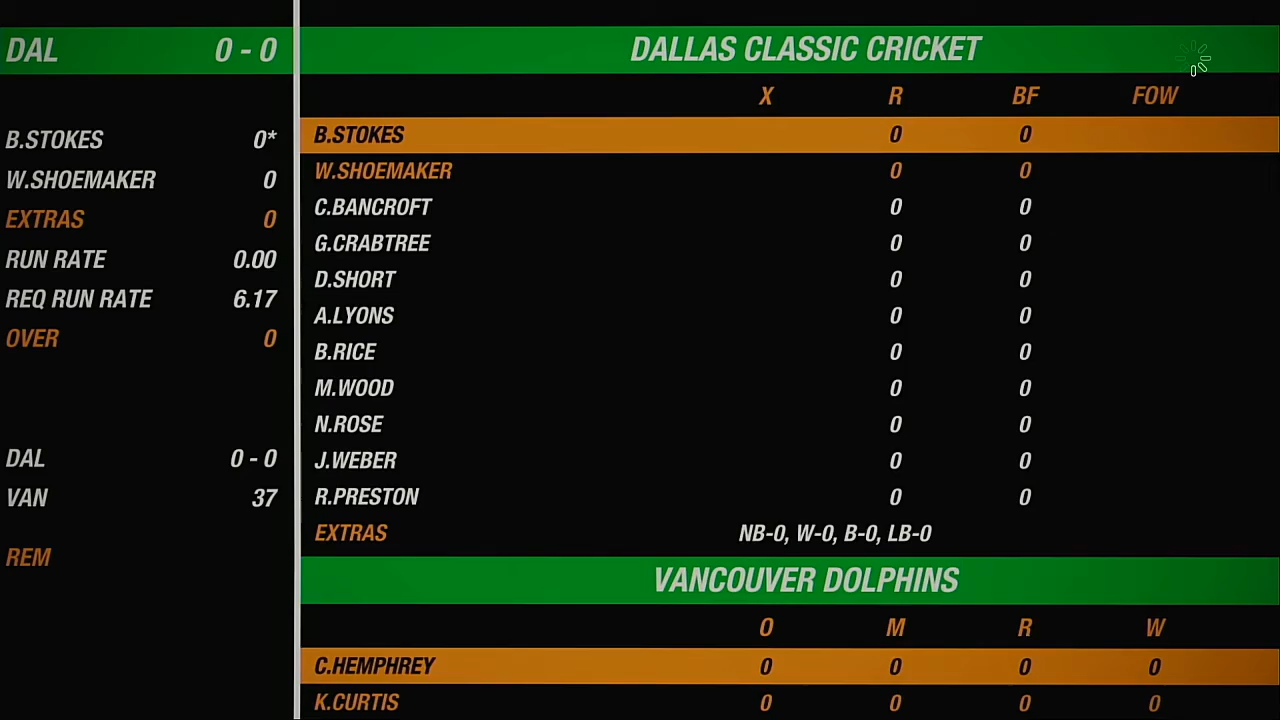 DAL 0 - 0
B.STOKES 0*
W.SHOEMAKER 0
EXTRAS 0
RUN RATE 0.00
REQ RUN RATE 6.17
OVER 0
DAL 0 - 0
VAN 37
REM
DALLAS CLASSIC CRICKET
X R BF FOW
B.STOKES 0 0
W.SHOEMAKER 0 0
C.BANCROFT 0 0
G.CRABTREE 0 0
D.SHORT 0 0
A.LYONS 0 0
B.RICE 0 0
M.WOOD 0 0
N.ROSE 0 0
J.WEBER 0 0
R.PRESTON 0 0
EXTRAS NB-0, W-0, B-0, LB-0
VANCOUVER DOLPHINS
O M R W
C.HEMPHREY 0 0 0 0
K.CURTIS 0 0 0 0